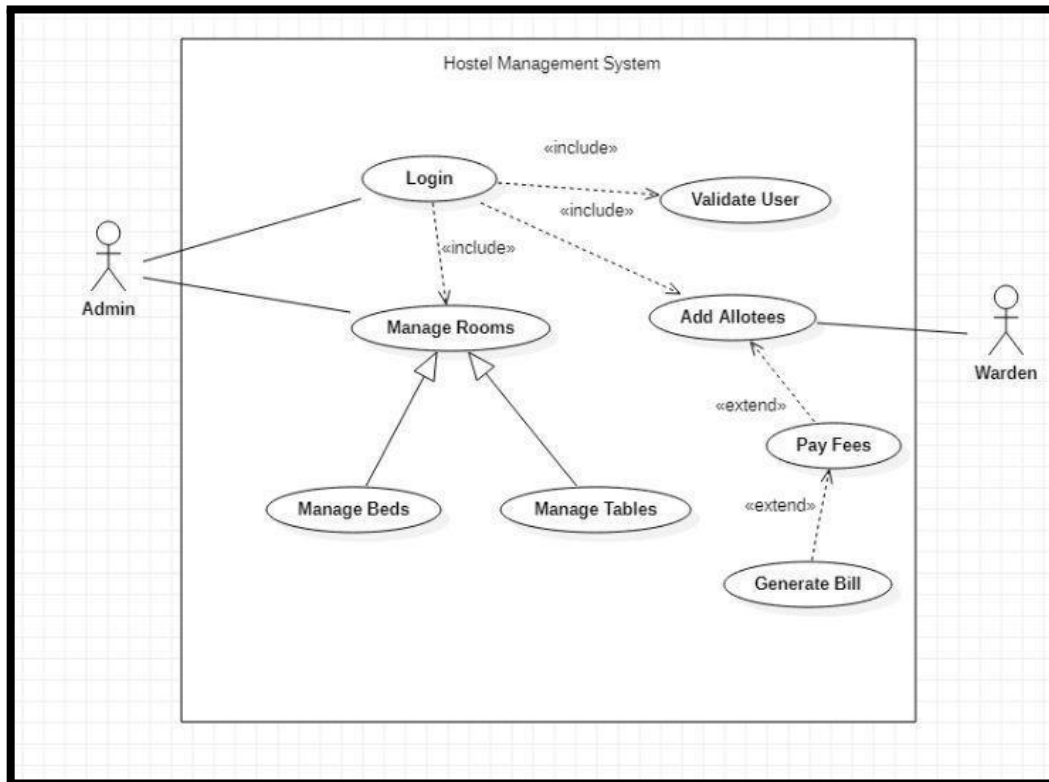 Hostel Management System
«include»
Login
Validate User
«include»
«include»
Admin
Manage Rooms
Add Allotees
Warden
«extend»
Pay Fees
Manage Beds
Manage Tables
«extend»
Generate Bill